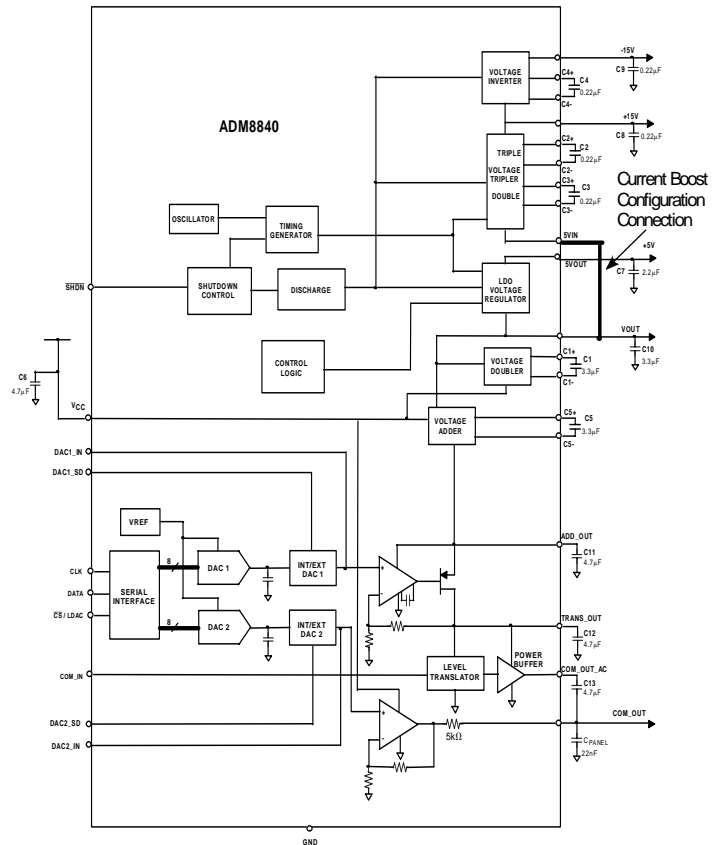 ADM8840
VOLTAGE
INVERTER
-15V
C9
0.22µF
C4+
C4
0.22µF
C4-
+15V
C8
0.22µF
TRIPLE
VOLTAGE
TRIPLER
DOUBLE
C2+
C2
0.22µF
C2-
C3+
C3
0.22µF
C3-
Current Boost
Configuration
Connection
OSCILLATOR
TIMING
GENERATOR
5VIN
+5V
5VOUT
C7
2.2µF
SHDN
SHUTDOWN
CONTROL
DISCHARGE
LDO
VOLTAGE
REGULATOR
VOUT
C10
3.3µF
CONTROL
LOGIC
VOLTAGE
DOUBLER
C1+
C1
3.3µF
C1-
C6
4.7µF
VCC
VOLTAGE
ADDER
C5+
C5
3.3µF
C5-
DAC1_IN
DAC1_SD
VREF
ADD_OUT
C11
4.7µF
CLK
DATA
CS / LDAC
SERIAL
INTERFACE
8
DAC 1
INT/EXT
DAC 1
+
-
8
DAC 2
INT/EXT
DAC 2
TRANS_OUT
C12
4.7µF
COM_IN
LEVEL
TRANSLATOR
POWER
BUFFER
COM_OUT_AC
C13
4.7µF
DAC2_SD
DAC2_IN
+
-
5kΩ
COM_OUT
CPANEL
22nF
GND